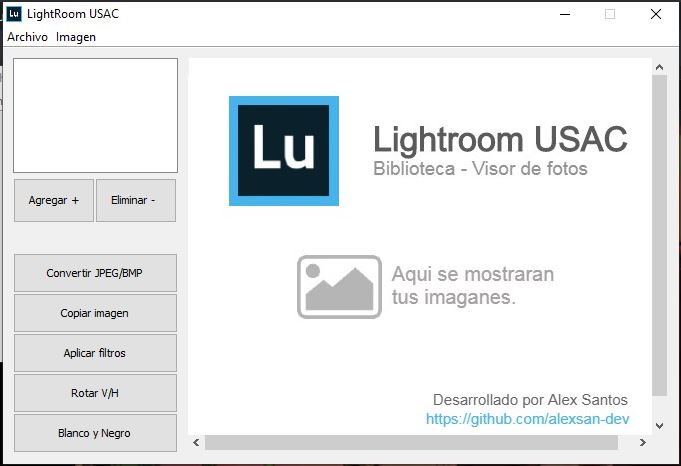 Lu LightRoom USAC
Archivo Imagen
Agregar +
Eliminar -
Convertir JPEG/BMP
Copiar imagen
Aplicar filtros
Rotar V/H
Blanco y Negro
Lu
Lightroom USAC
Biblioteca - Visor de fotos
Aqui se mostraran
tus imaganes.
Desarrollado por Alex Santos
https://github.com/alexsan-dev